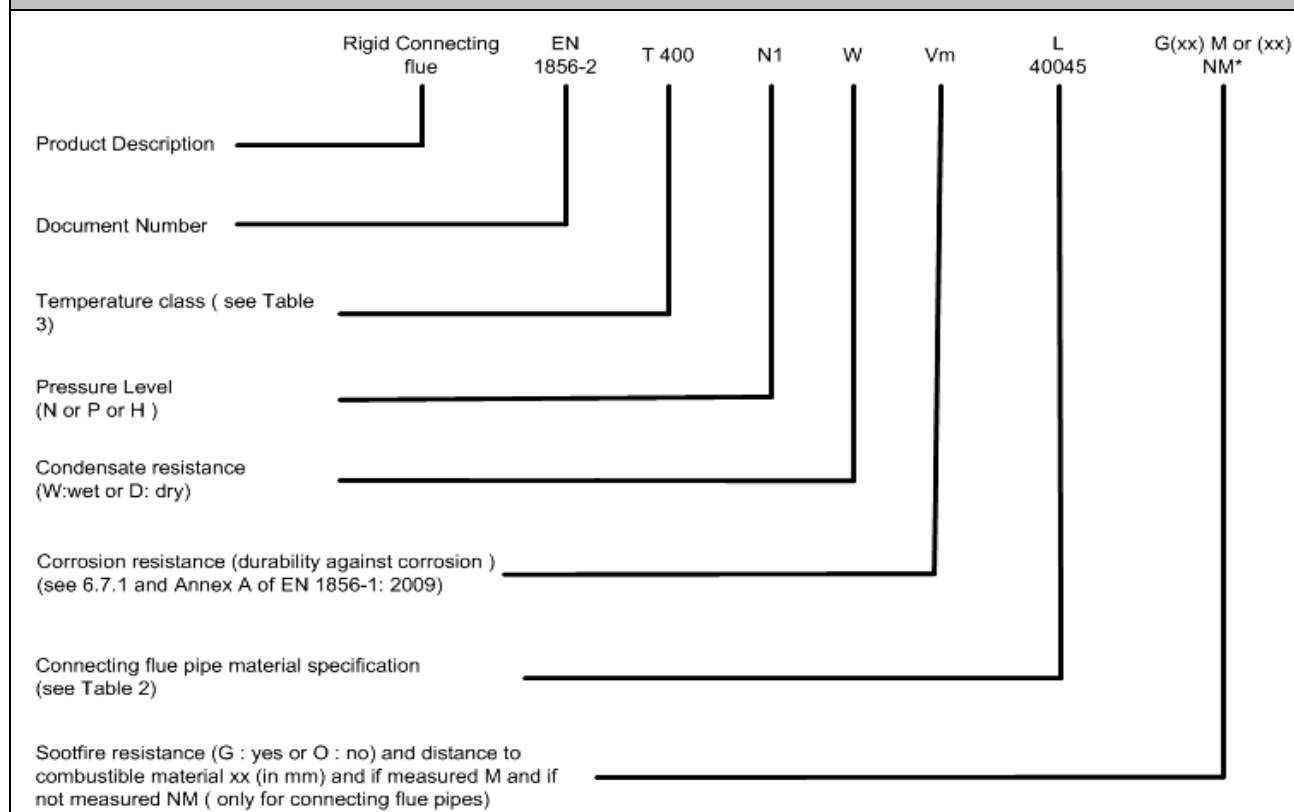 Rigid Connecting
flue
EN
1856-2
T 400
N1
W
Vm
L
40045
G(xx) M or (xx)
NM*
Product Description
Document Number
Temperature class ( see Table
3)
Pressure Level
(N or P or H )
Condensate resistance
(W:wet or D: dry)
Corrosion resistance (durability against corrosion )
(see 6.7.1 and Annex A of EN 1856-1: 2009)
Connecting flue pipe material specification
(see Table 2)
Sootfire resistance (G : yes or O : no) and distance to
combustible material xx (in mm) and if measured M and if
not measured NM ( only for connecting flue pipes)